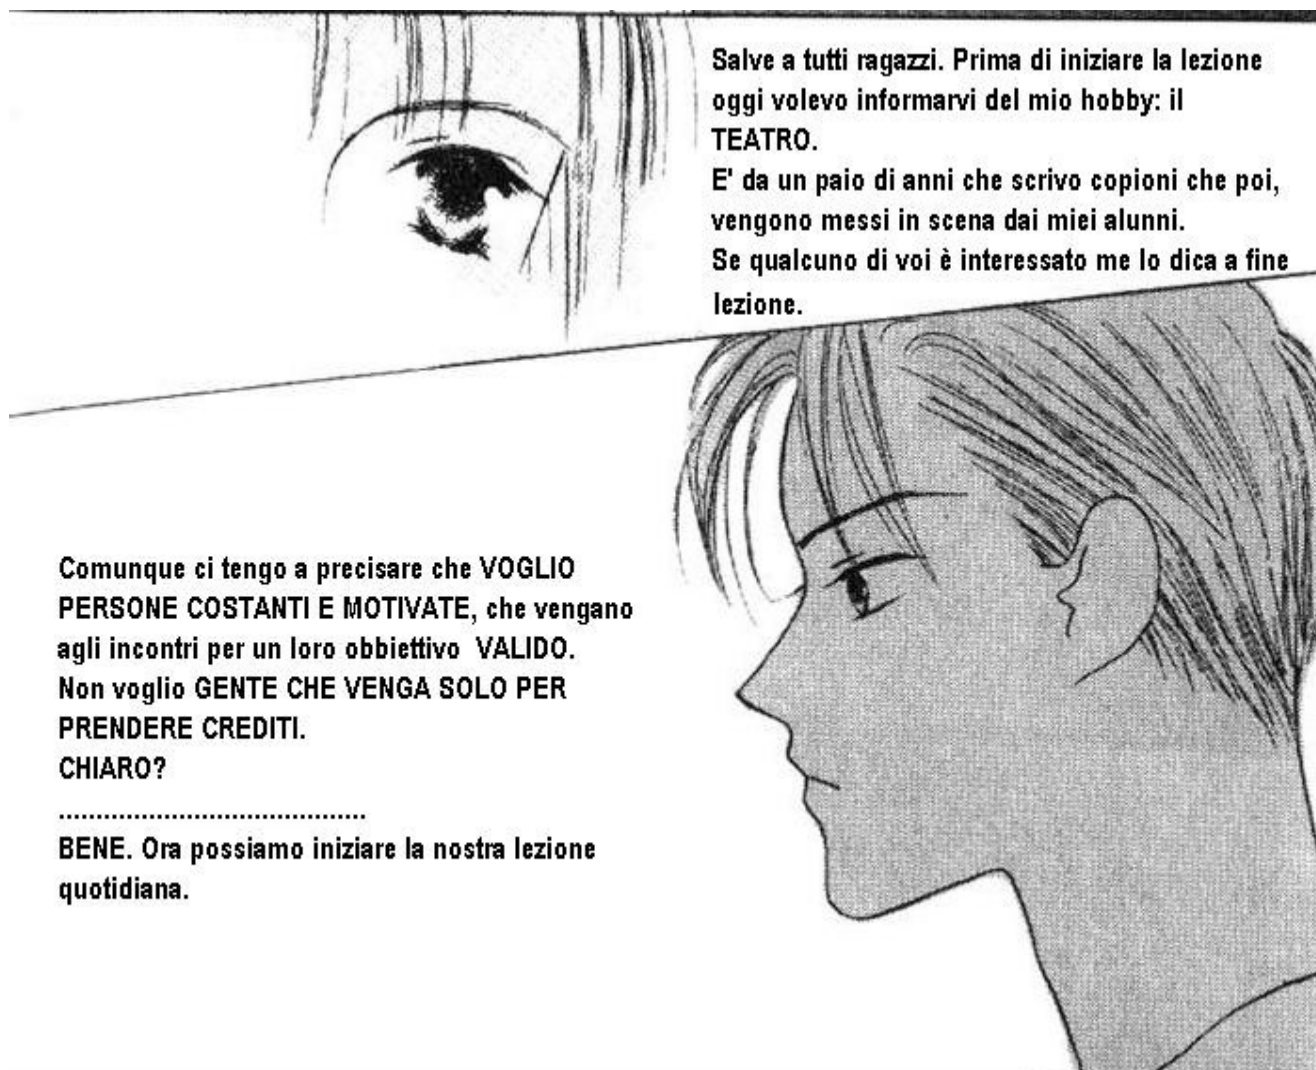 Salve a tutti ragazzi. Prima di iniziare la lezione
oggi volevo informarvi del mio hobby: il
TEATRO.
E' da un paio di anni che scrivo copioni che poi,
vengono messi in scena dai miei alunni.
Se qualcuno di voi è interessato me lo dica a fine
lezione.
Comunque ci tengo a precisare che VOGLIO
PERSONE COSTANTI E MOTIVATE, che vengano
agli incontri per un loro obbiettivo  VALIDO.
Non voglio GENTE CHE VENGA SOLO PER
PRENDERE CREDITI.
CHIARO?
.........................................
BENE. Ora possiamo iniziare la nostra lezione
quotidiana.